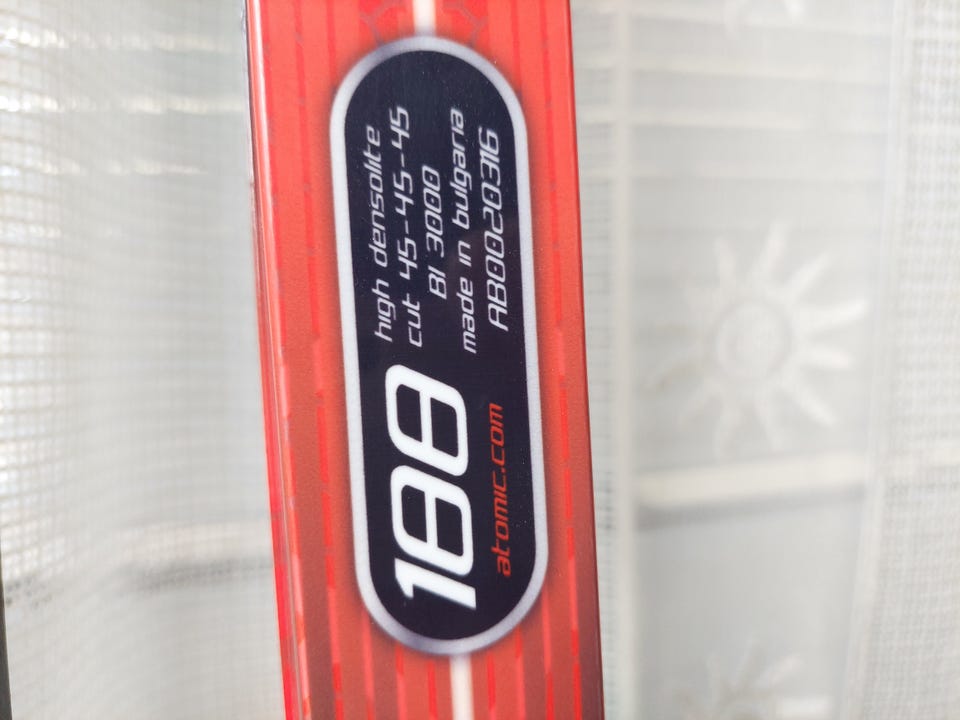 high densolite
cut 45-45-45
BI 3000
made in bulgaria
AB0020316
188
atomic.com